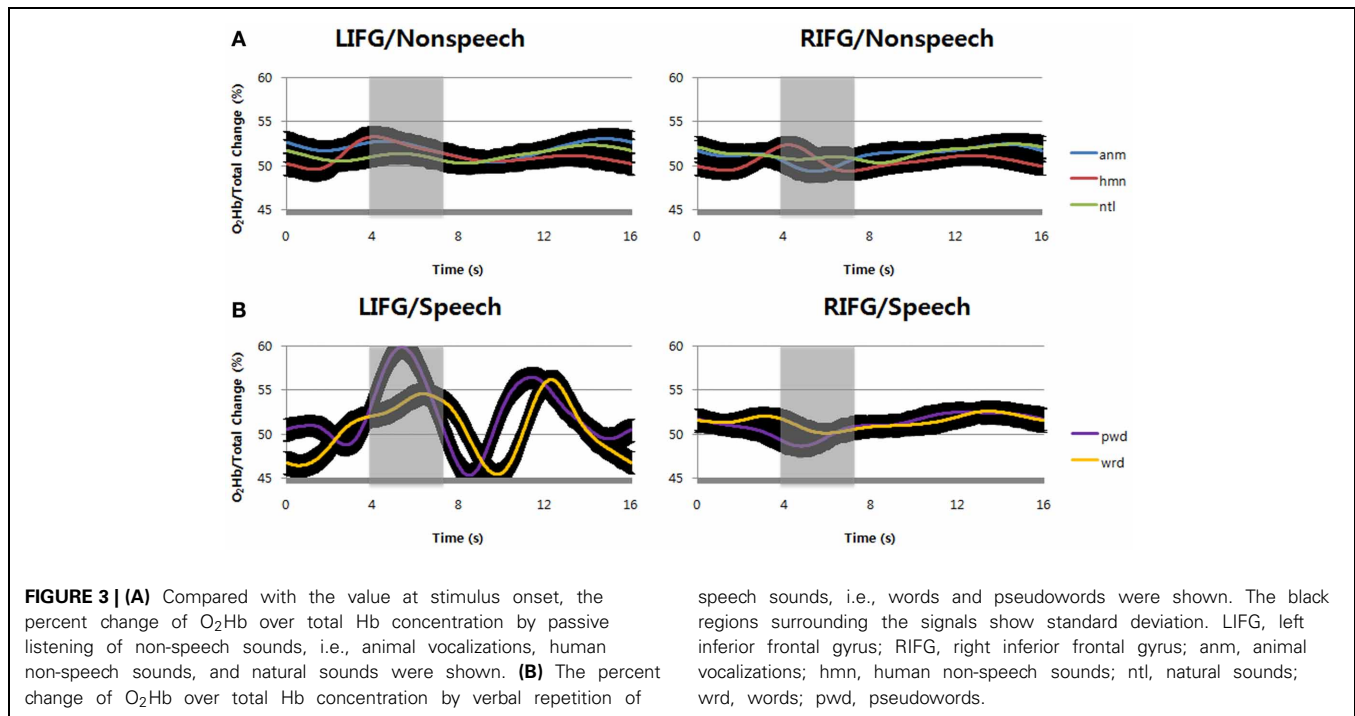 A
LIFG/Nonspeech
O₂Hb/Total Change (%)
60
55
50
45
0 4 8 12 16
Time (s)
RIFG/Nonspeech
60
55
50
45
0 4 8 12 16
Time (s)
anm
hmn
ntl
B
LIFG/Speech
O₂Hb/Total Change (%)
60
55
50
45
0 4 8 12 16
Time (s)
RIFG/Speech
60
55
50
45
0 4 8 12 16
Time (s)
pwd
wrd
FIGURE 3 | (A) Compared with the value at stimulus onset, the
percent change of O₂Hb over total Hb concentration by passive
listening of non-speech sounds, i.e., animal vocalizations, human
non-speech sounds, and natural sounds were shown. (B) The percent
change of O₂Hb over total Hb concentration by verbal repetition of
speech sounds, i.e., words and pseudowords were shown. The black
regions surrounding the signals show standard deviation. LIFG, left
inferior frontal gyrus; RIFG, right inferior frontal gyrus; anm, animal
vocalizations; hmn, human non-speech sounds; ntl, natural sounds;
wrd, words; pwd, pseudowords.